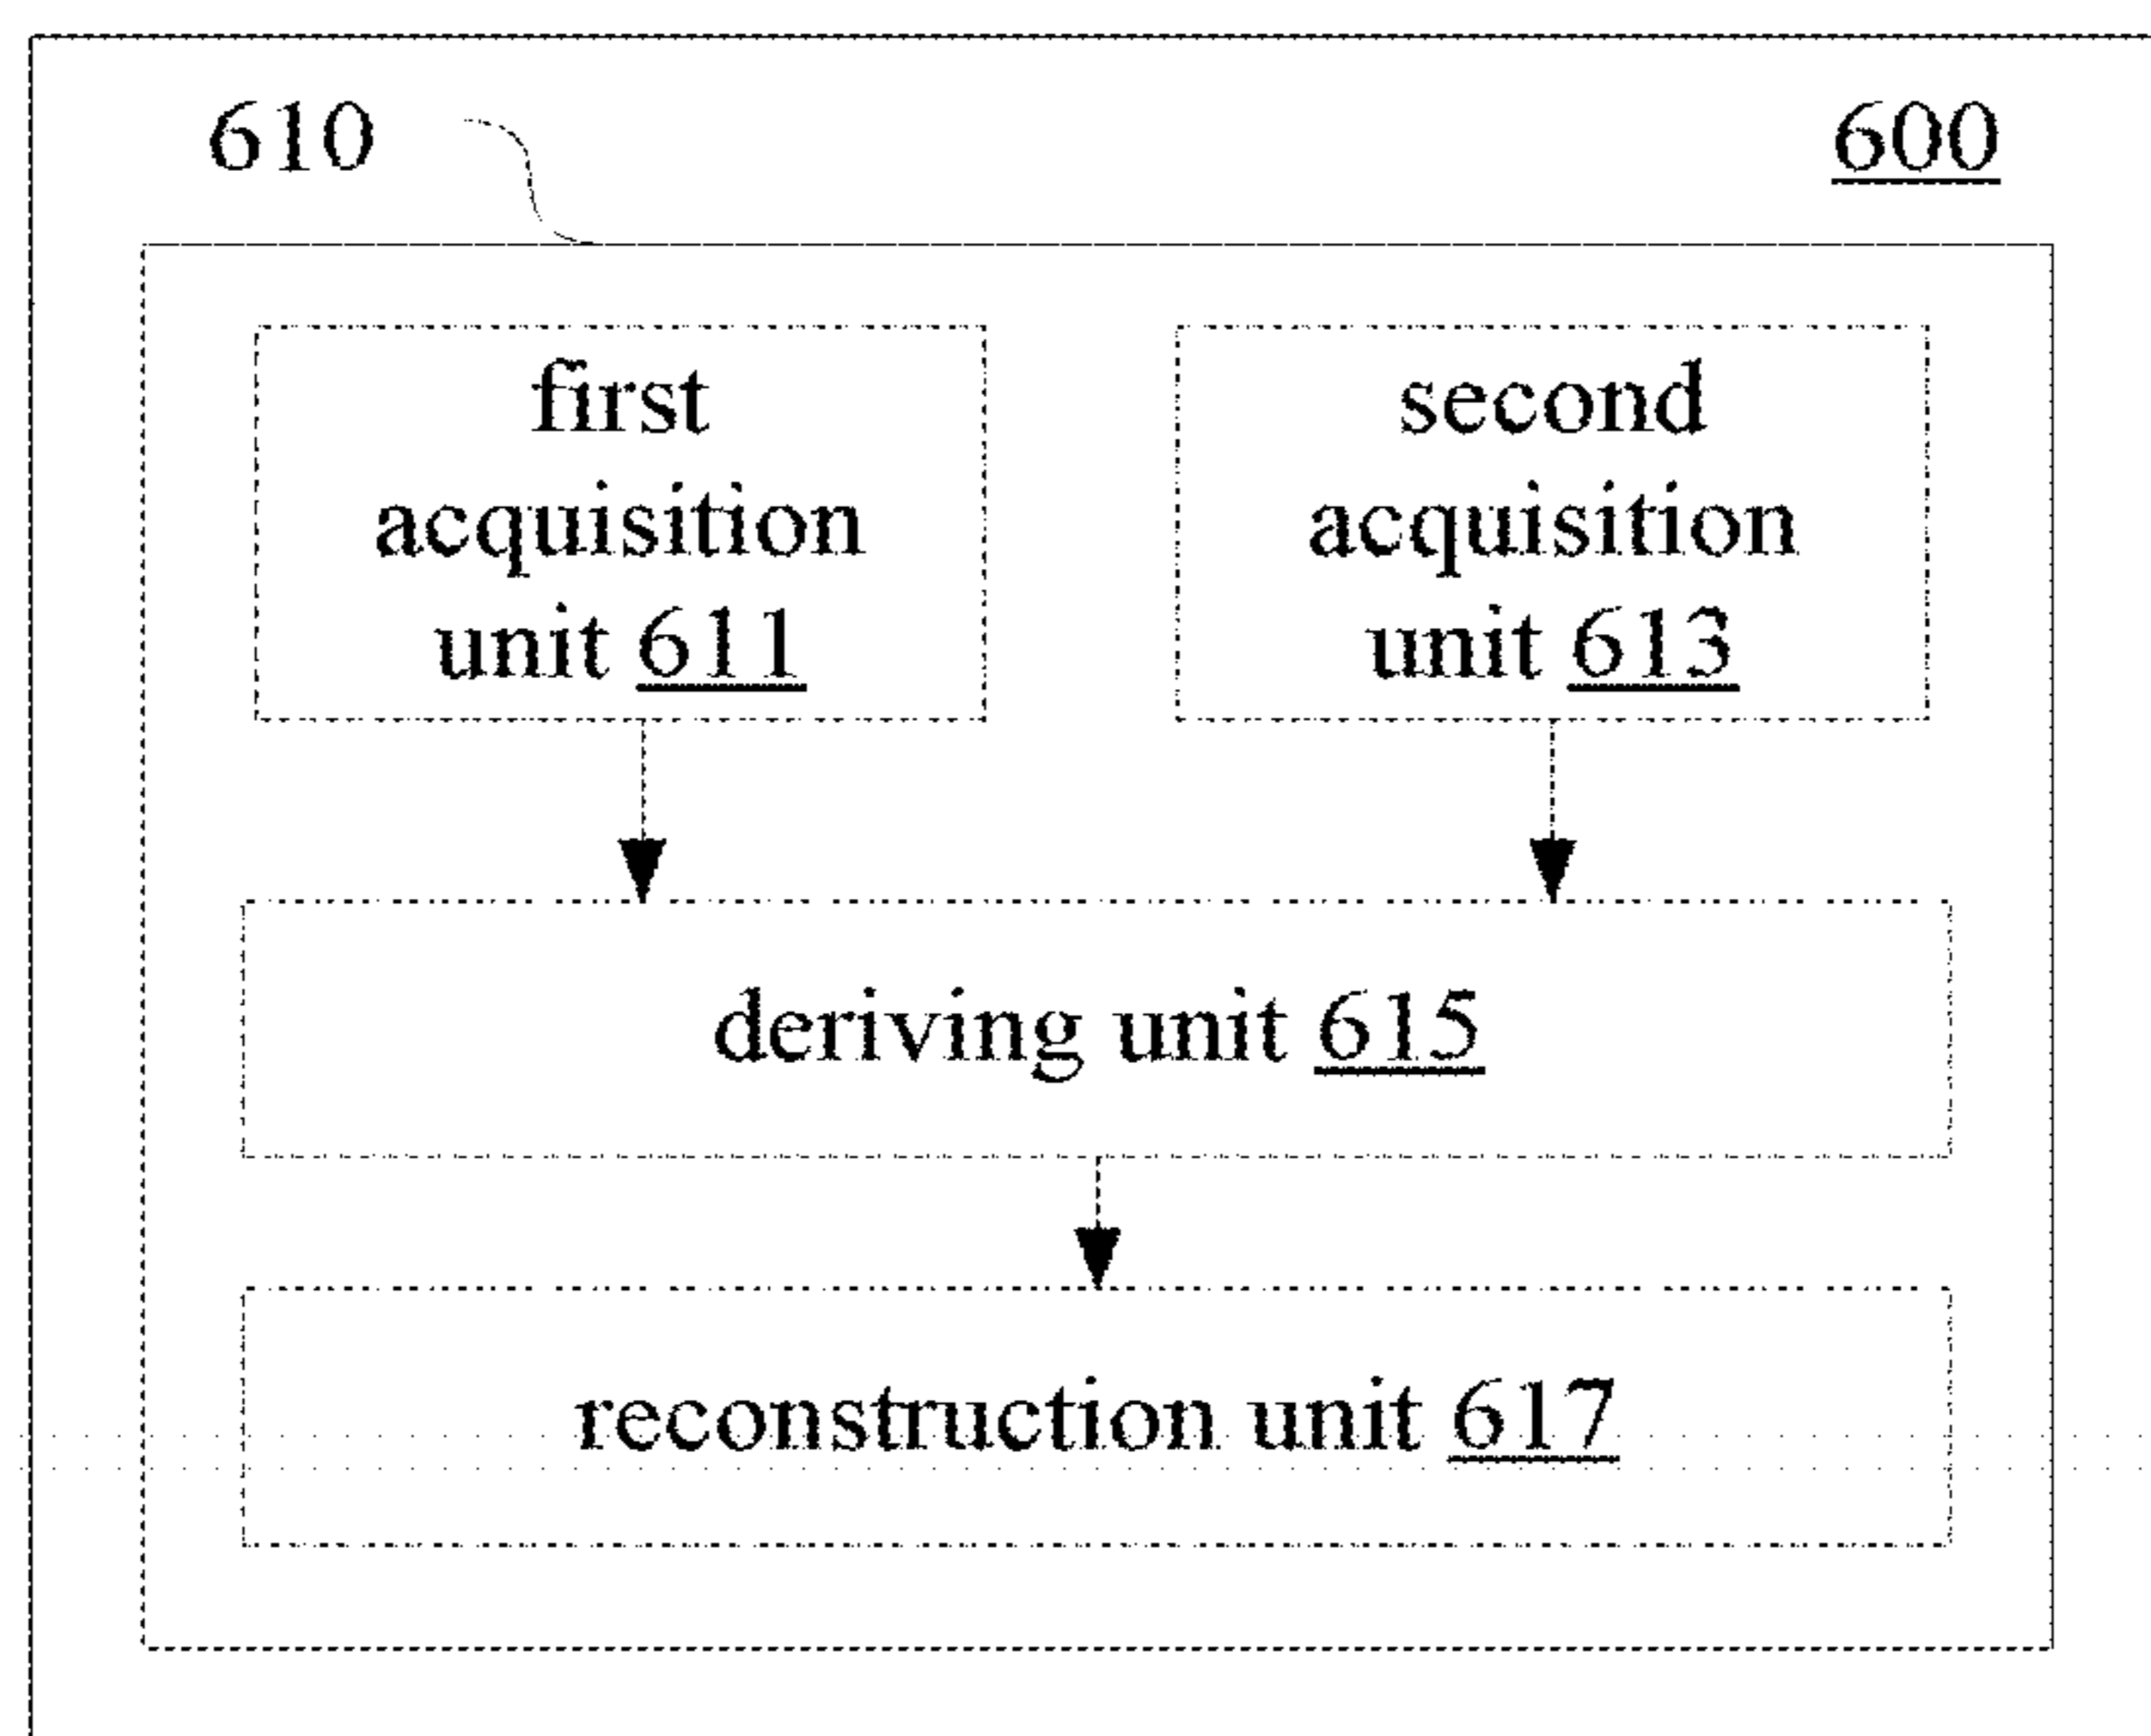 610
600
first
acquisition
unit 611
second
acquisition
unit 613
deriving unit 615
reconstruction unit 617